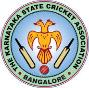 THE KARNATAKA STATE CRICKET ASSOCIATION
BANGALORE